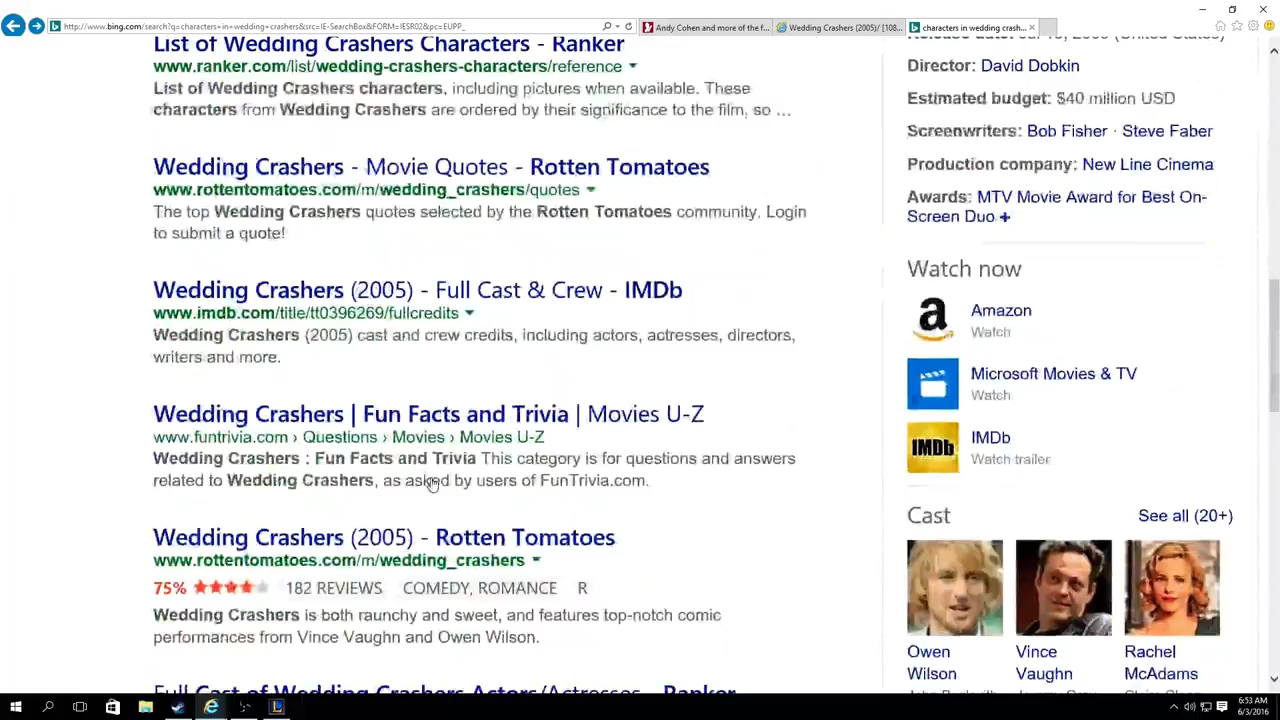 http://www.bing.com/search?q=characters+in+wedding+crashers&src=IE-SearchBox&FORM=IESR02&pc=EUPP_
Andy Cohen and more of the f...
Wedding Crashers (2005)/ [108...
characters in wedding crash...
List of Wedding Crashers Characters - Ranker
www.ranker.com/list/wedding-crashers-characters/reference
List of Wedding Crashers characters, including pictures when available. These
characters from Wedding Crashers are ordered by their significance to the film, so ...
Wedding Crashers - Movie Quotes - Rotten Tomatoes
www.rottentomatoes.com/m/wedding_crashers/quotes
The top Wedding Crashers quotes selected by the Rotten Tomatoes community. Login
to submit a quote!
Wedding Crashers (2005) - Full Cast & Crew - IMDb
www.imdb.com/title/tt0396269/fullcredits
Wedding Crashers (2005) cast and crew credits, including actors, actresses, directors,
writers and more.
Wedding Crashers | Fun Facts and Trivia | Movies U-Z
www.funtrivia.com › Questions › Movies › Movies U-Z
Wedding Crashers : Fun Facts and Trivia This category is for questions and answers
related to Wedding Crashers, as asked by users of FunTrivia.com.
Wedding Crashers (2005) - Rotten Tomatoes
www.rottentomatoes.com/m/wedding_crashers
75% 182 REVIEWS COMEDY, ROMANCE R
Wedding Crashers is both raunchy and sweet, and features top-notch comic
performances from Vince Vaughn and Owen Wilson.
Full Cast of Wedding Crashers Actors/Actresses - Ranker
Release date: Jul 15, 2005 (United States)
Director: David Dobkin
Estimated budget: $40 million USD
Screenwriters: Bob Fisher · Steve Faber
Production company: New Line Cinema
Awards: MTV Movie Award for Best On-
Screen Duo +
Watch now
Amazon
Watch
Microsoft Movies & TV
Watch
IMDb
IMDb
Watch trailer
Cast
See all (20+)
Owen
Wilson
Vince
Vaughn
Rachel
McAdams
6:53 AM
6/3/2016